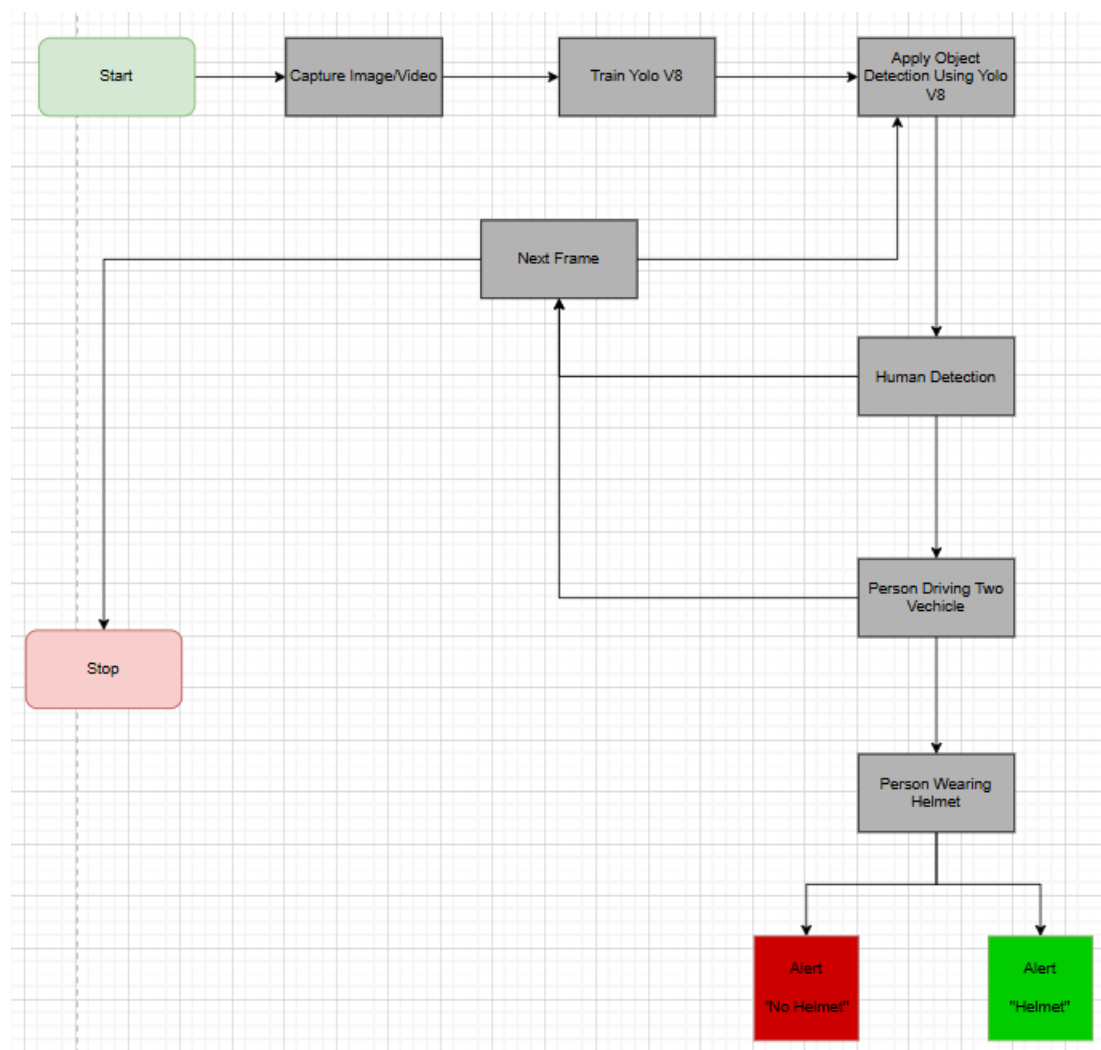 Start
Capture Image/Video
Train Yolo V8
Apply Object
Detection Using Yolo
V8
Next Frame
Human Detection
Person Driving Two
Vechicle
Stop
Person Wearing
Helmet
Alert
"No Helmet"
Alert
"Helmet"